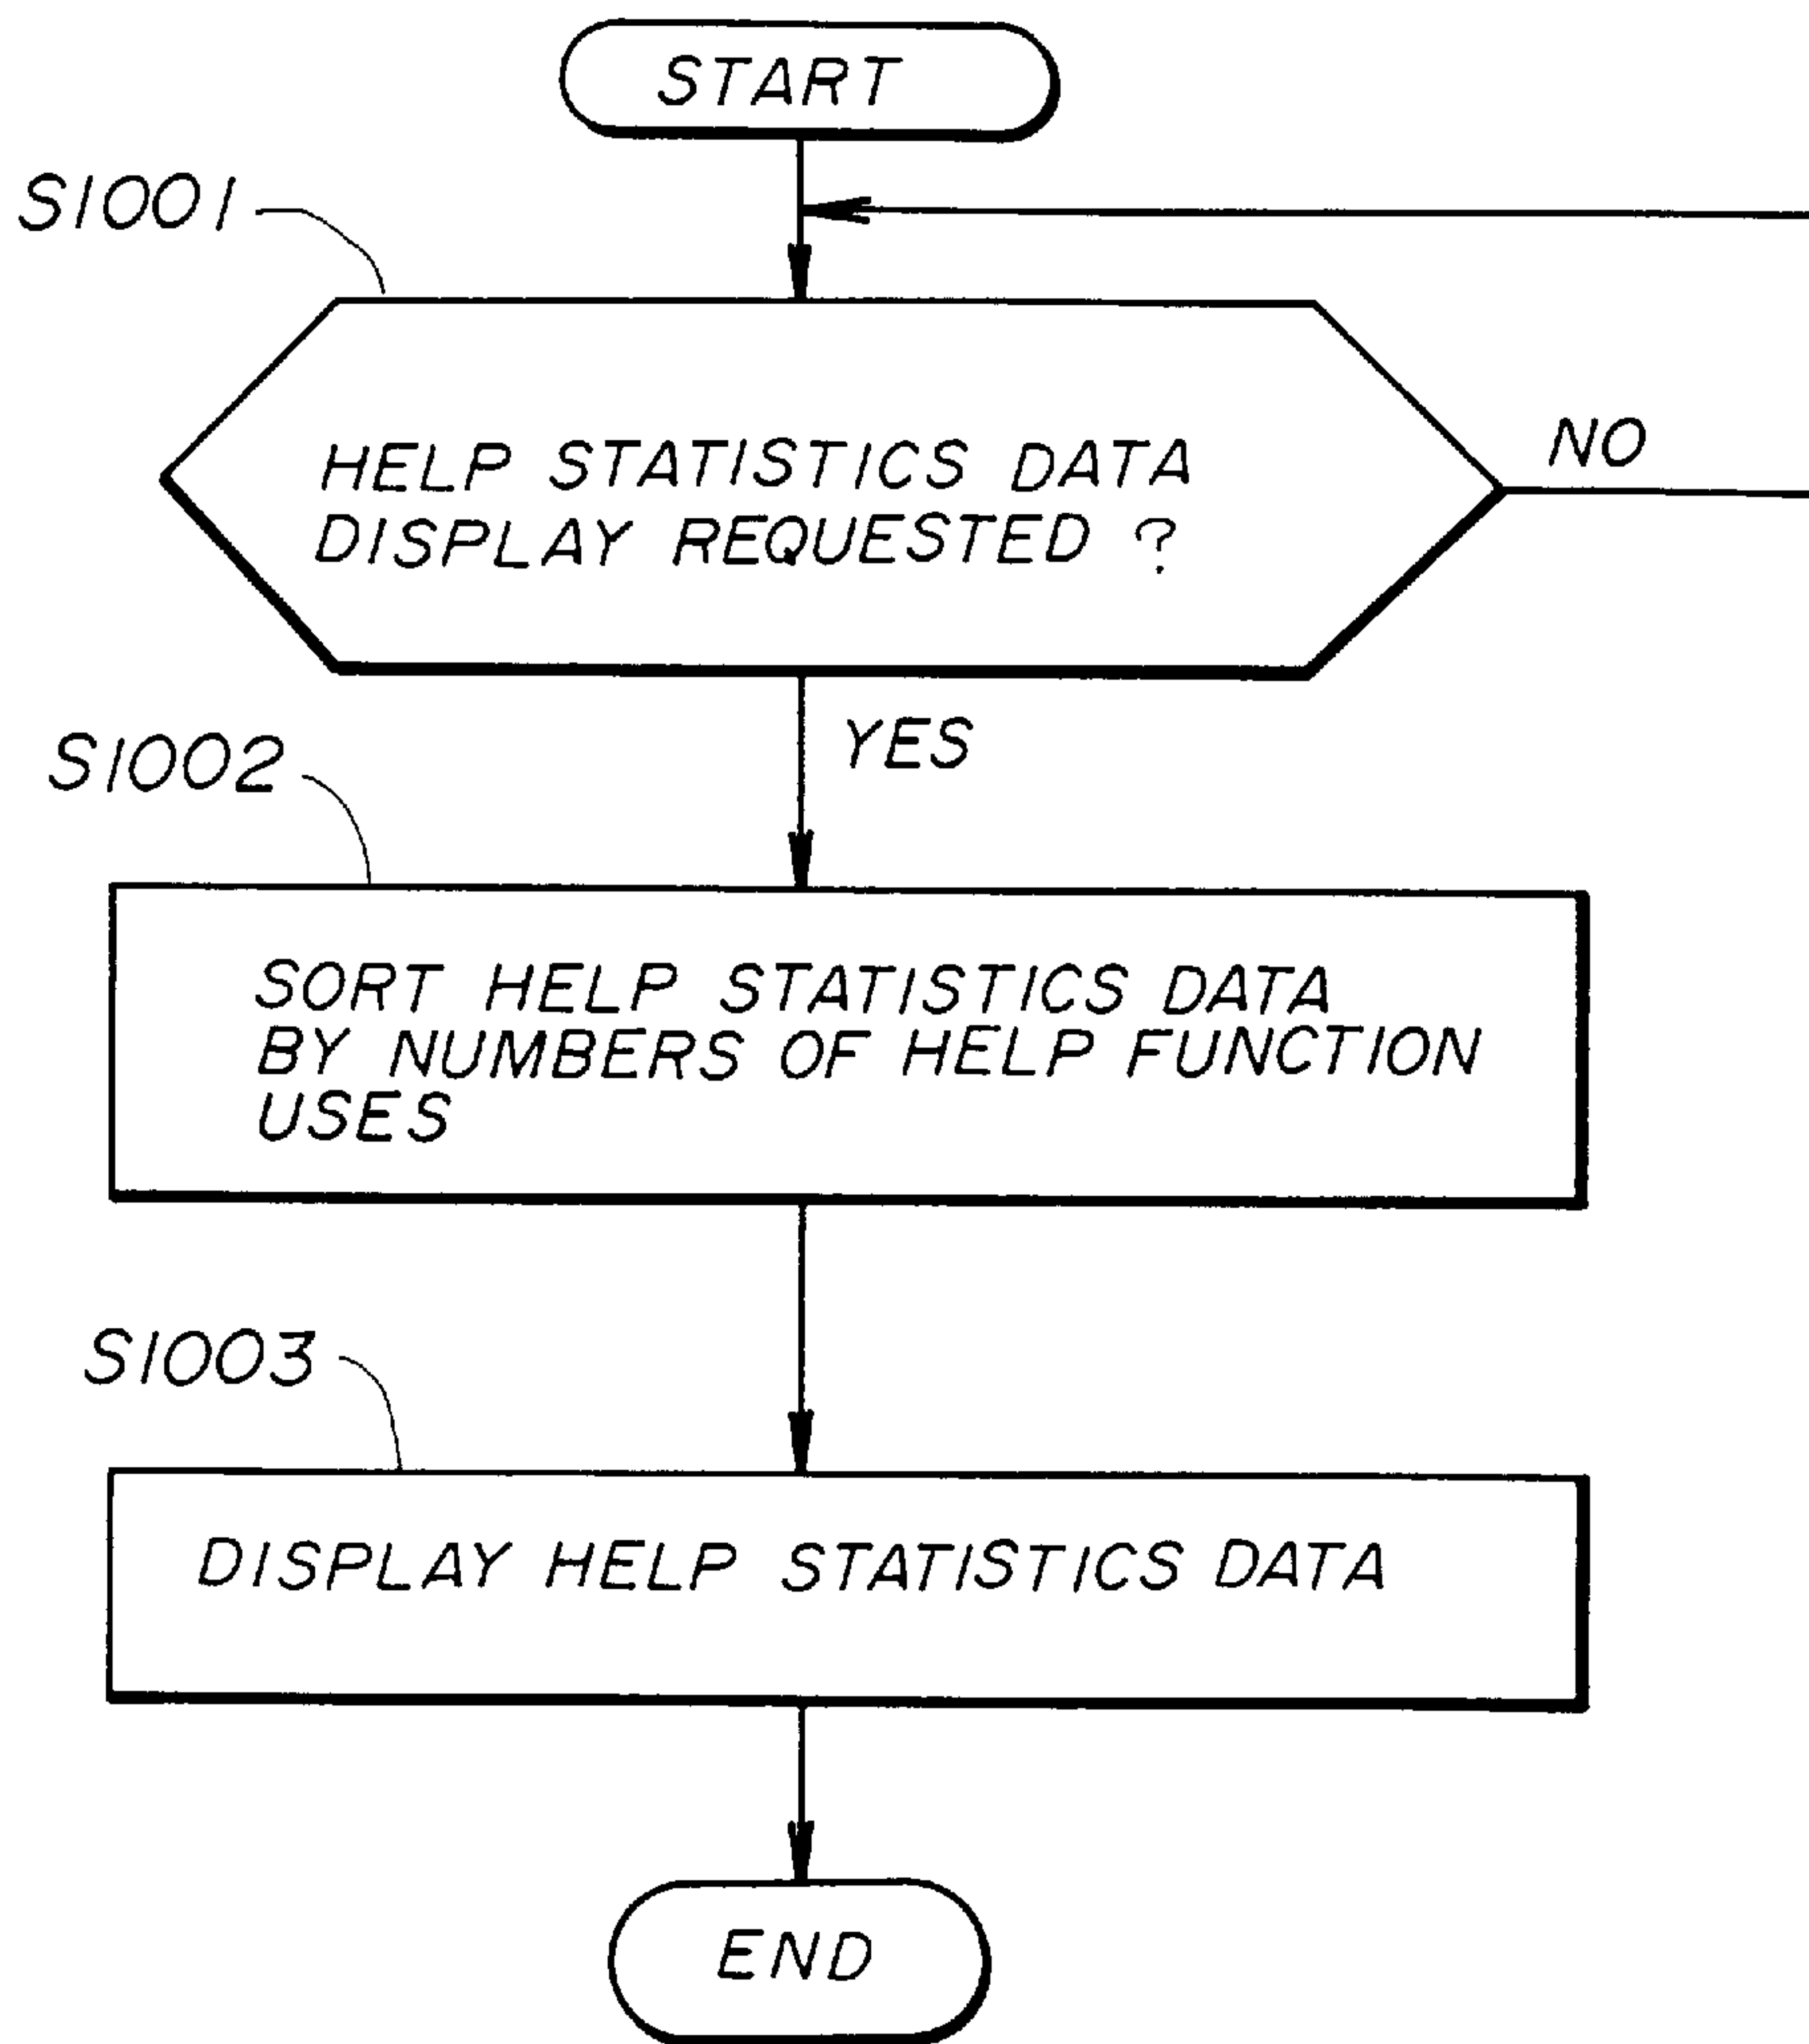 START
S1001
HELP STATISTICS DATA
DISPLAY REQUESTED ?
NO
YES
S1002
SORT HELP STATISTICS DATA
BY NUMBERS OF HELP FUNCTION
USES
S1003
DISPLAY HELP STATISTICS DATA
END